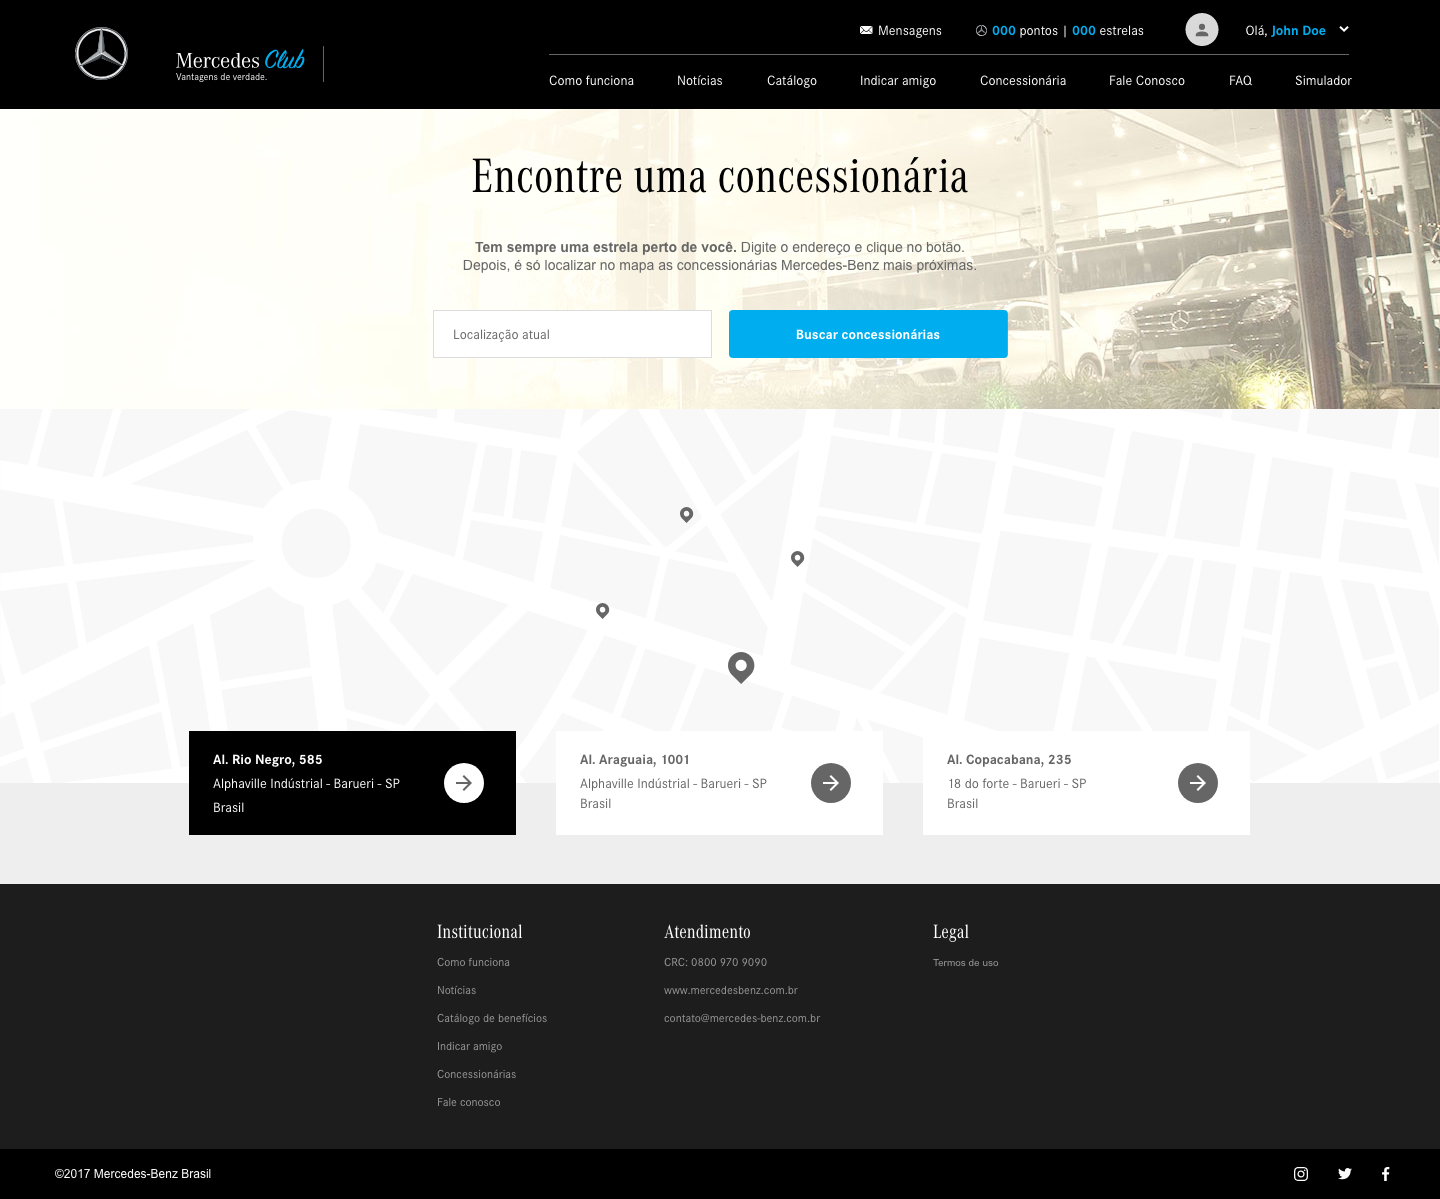 Mensagens
000 pontos | 000 estrelas
Olá, John Doe
Mercedes Club
Vantagens de verdade.
Como funciona
Notícias
Catálogo
Indicar amigo
Concessionária
Fale Conosco
FAQ
Simulador
Encontre uma concessionária
Tem sempre uma estrela perto de você. Digite o endereço e clique no botão.
Depois, é só localizar no mapa as concessionárias Mercedes-Benz mais próximas.
Localização atual
Buscar concessionárias
Al. Rio Negro, 585
Alphaville Indústrial - Barueri - SP
Brasil
Al. Araguaia, 1001
Alphaville Indústrial - Barueri - SP
Brasil
Al. Copacabana, 235
18 do forte - Barueri - SP
Brasil
Institucional
Como funciona
Notícias
Catálogo de benefícios
Indicar amigo
Concessionárias
Fale conosco
Atendimento
CRC: 0800 970 9090
www.mercedesbenz.com.br
contato@mercedes-benz.com.br
Legal
Termos de uso
©2017 Mercedes-Benz Brasil